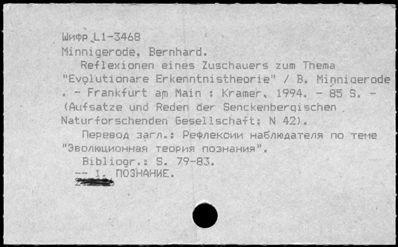 Шифр L1-3468
Minnigerode, Bernhard.
Reflexionen eines Zuschauers zum Thema
"Evolutionare Erkenntnistheorie" / B. Minnigerode
. - Frankfurt am Main : Kramer, 1994. - 85 S. -
(Aufsatze und Reden der Senckenbergischen
Naturforschenden Gesellschaft; N 42).
Перевод загл.: Рефлексии наблюдателя по теме
"Эволюционная теория познания".
Bibliogr.: S. 79-83.
-- 1. ПОЗНАНИЕ.